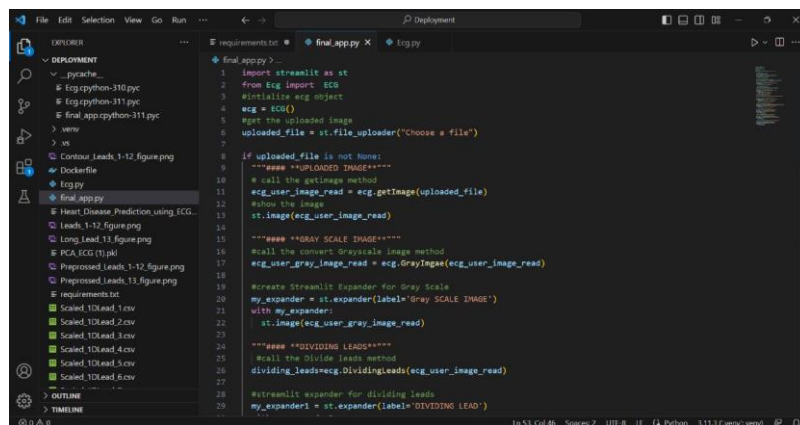 File Edit Selection View Go Run ... Deployment
EXPLORER ...
requirements.txt final_app.py Ecg.py
DEPLOYMENT
__pycache__
Ecg.cpython-310.pyc
Ecg.cpython-311.pyc
final_app.cpython-311.pyc
.venv
.vs
Contour_Leads_1-12_figure.png
Dockerfile
Ecg.py
final_app.py
Heart_Disease_Prediction_using_ECG...
Leads_1-12_figure.png
Long_Lead_13_figure.png
PCA_ECG (1).pkl
Preprossed_Leads_1-12_figure.png
Preprossed_Leads_13_figure.png
requirements.txt
Scaled_1DLead_1.csv
Scaled_1DLead_2.csv
Scaled_1DLead_3.csv
Scaled_1DLead_4.csv
Scaled_1DLead_5.csv
Scaled_1DLead_6.csv
OUTLINE
TIMELINE
final_app.py > ...
1 import streamlit as st
2 from Ecg import ECG
3 #intialize ecg object
4 ecg = ECG()
5 #get the uploaded image
6 uploaded_file = st.file_uploader("Choose a file")
7
8 if uploaded_file is not None:
9 """#### **UPLOADED IMAGE**"""
10 # call the getimage method
11 ecg_user_image_read = ecg.getImage(uploaded_file)
12 #show the image
13 st.image(ecg_user_image_read)
14
15 """#### **GRAY SCALE IMAGE**"""
16 #call the convert Grayscale image method
17 ecg_user_gray_image_read = ecg.GrayImgae(ecg_user_image_read)
18
19 #create Streamlit Expander for Gray Scale
20 my_expander = st.expander(label='Gray SCALE IMAGE')
21 with my_expander:
22 st.image(ecg_user_gray_image_read)
23
24 """#### **DIVIDING LEADS**"""
25 #call the Divide leads method
26 dividing_leads=ecg.DividingLeads(ecg_user_image_read)
27
28 #streamlit expander for dividing leads
29 my_expander1 = st.expander(label='DIVIDING LEAD')
0 0 Ln 53, Col 46 Spaces: 2 UTF-8 LF Python 3.11.3 ('venv': venv)